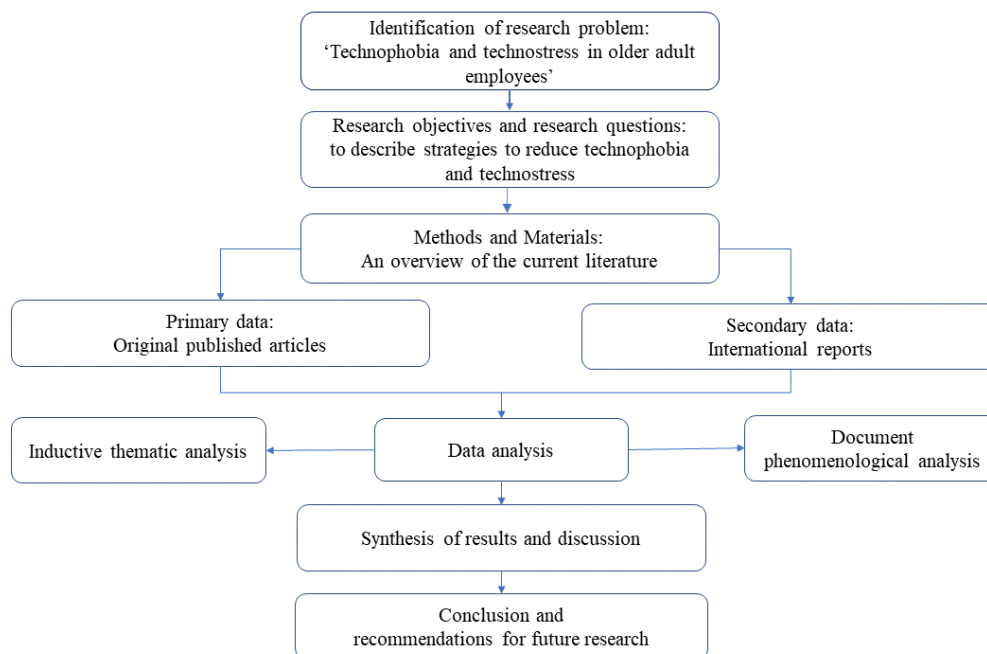 Identification of research problem:
‘Technophobia and technostress in older adult
employees’
Research objectives and research questions:
to describe strategies to reduce technophobia
and technostress
Methods and Materials:
An overview of the current literature
Primary data:
Original published articles
Secondary data:
International reports
Inductive thematic analysis
Data analysis
Document
phenomenological analysis
Synthesis of results and discussion
Conclusion and
recommendations for future research